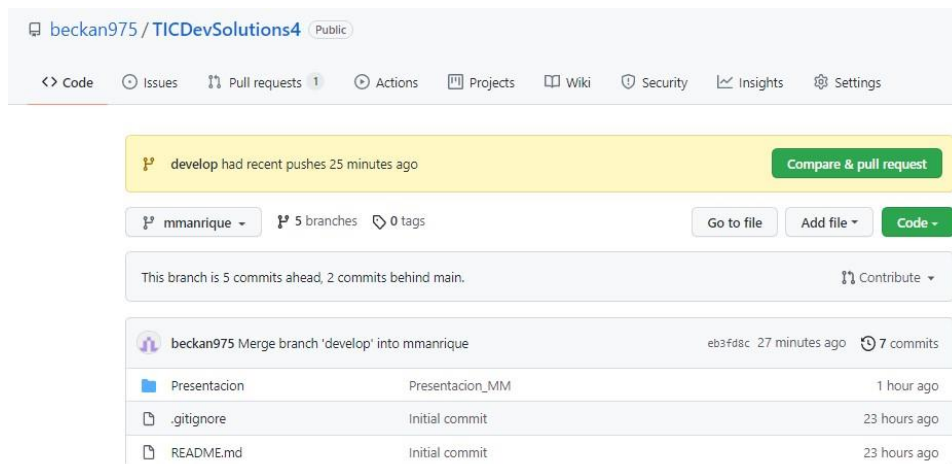 beckan975 / TICDevSolutions4 Public
Code Issues Pull requests 1 Actions Projects Wiki Security Insights Settings
develop had recent pushes 25 minutes ago Compare & pull request
mmanrique 5 branches 0 tags Go to file Add file Code
This branch is 5 commits ahead, 2 commits behind main. Contribute
beckan975 Merge branch 'develop' into mmanrique eb3fd8c 27 minutes ago 7 commits
Presentacion Presentacion_MM 1 hour ago
.gitignore Initial commit 23 hours ago
README.md Initial commit 23 hours ago